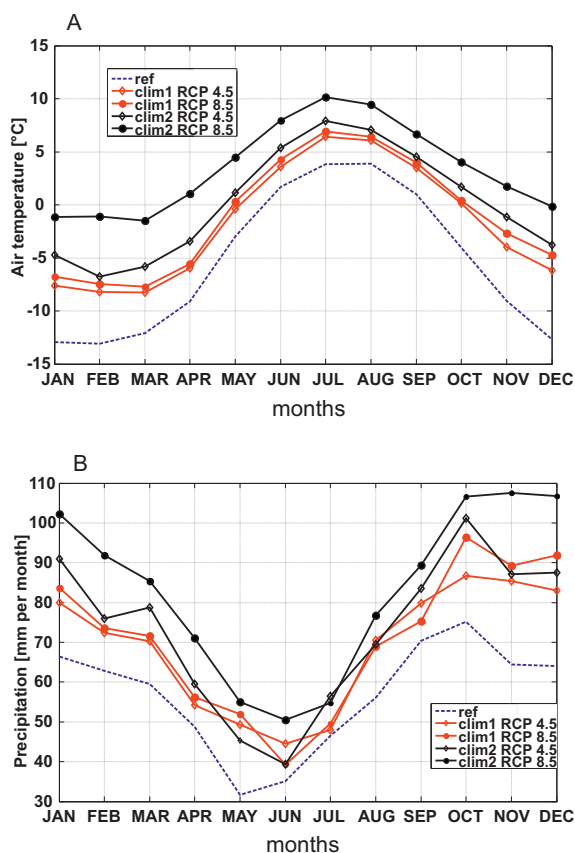 A
15
10
5
0
-5
-10
-15
Air temperature [°C]
ref
clim1 RCP 4.5
clim1 RCP 8.5
clim2 RCP 4.5
clim2 RCP 8.5
JAN FEB MAR APR MAY JUN JUL AUG SEP OCT NOV DEC
months
B
110
100
90
80
70
60
50
40
30
Precipitation [mm per month]
ref
clim1 RCP 4.5
clim1 RCP 8.5
clim2 RCP 4.5
clim2 RCP 8.5
JAN FEB MAR APR MAY JUN JUL AUG SEP OCT NOV DEC
months